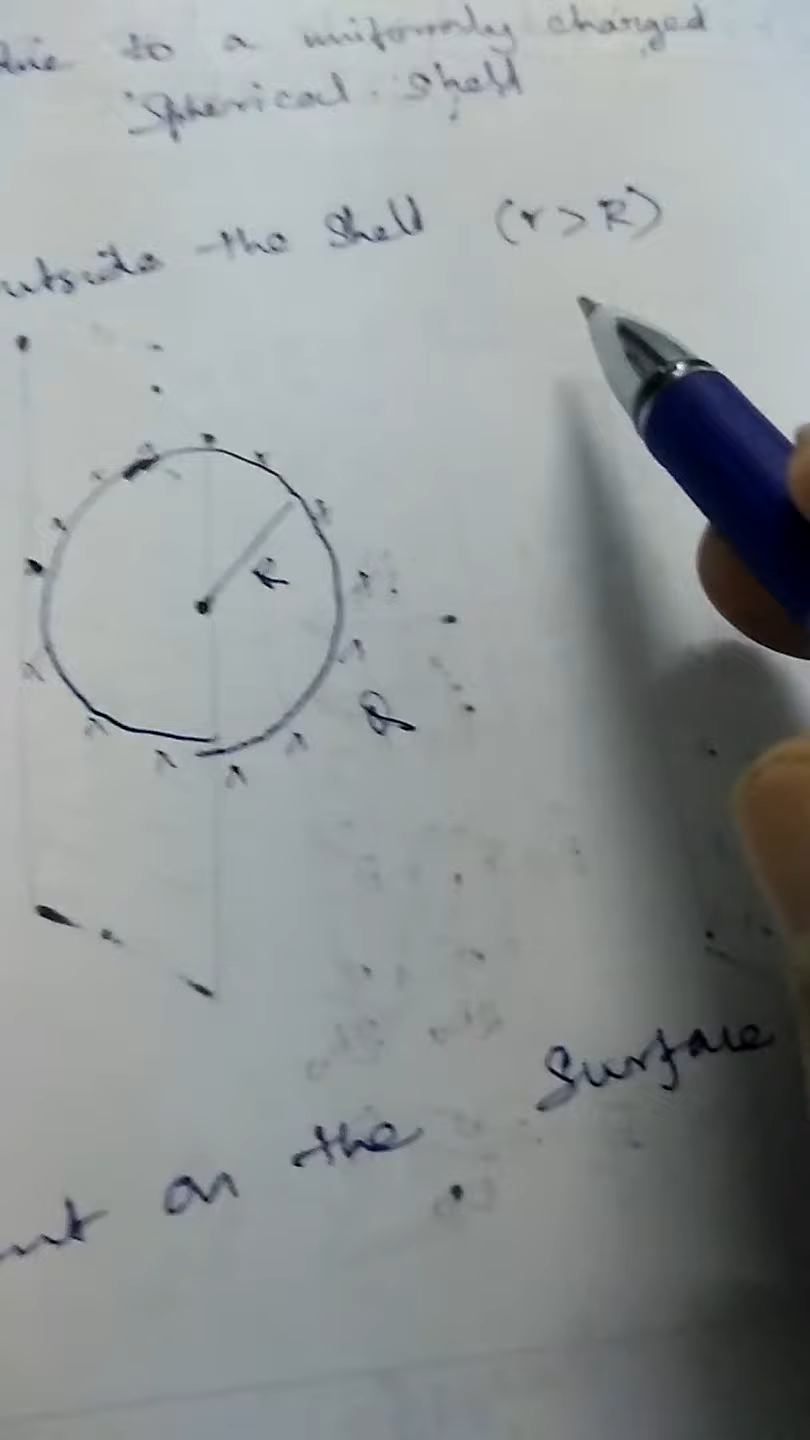 to a uniformly charged
Spherical shell
the shell (r > R)
R
Q
on the Surface